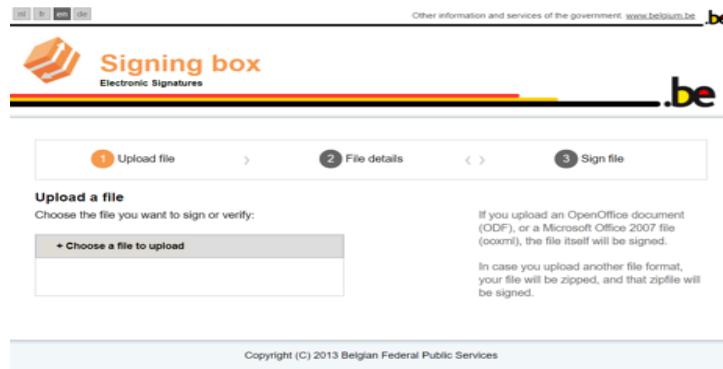 nl fr en de
Other information and services of the government: www.belgium.be .be
Signing box
Electronic Signatures
.be
1 Upload file
2 File details
3 Sign file
Upload a file
Choose the file you want to sign or verify:
+ Choose a file to upload
If you upload an OpenOffice document
(ODF), or a Microsoft Office 2007 file
(ooxml), the file itself will be signed.
In case you upload another file format,
your file will be zipped, and that zipfile will
be signed.
Copyright (C) 2013 Belgian Federal Public Services